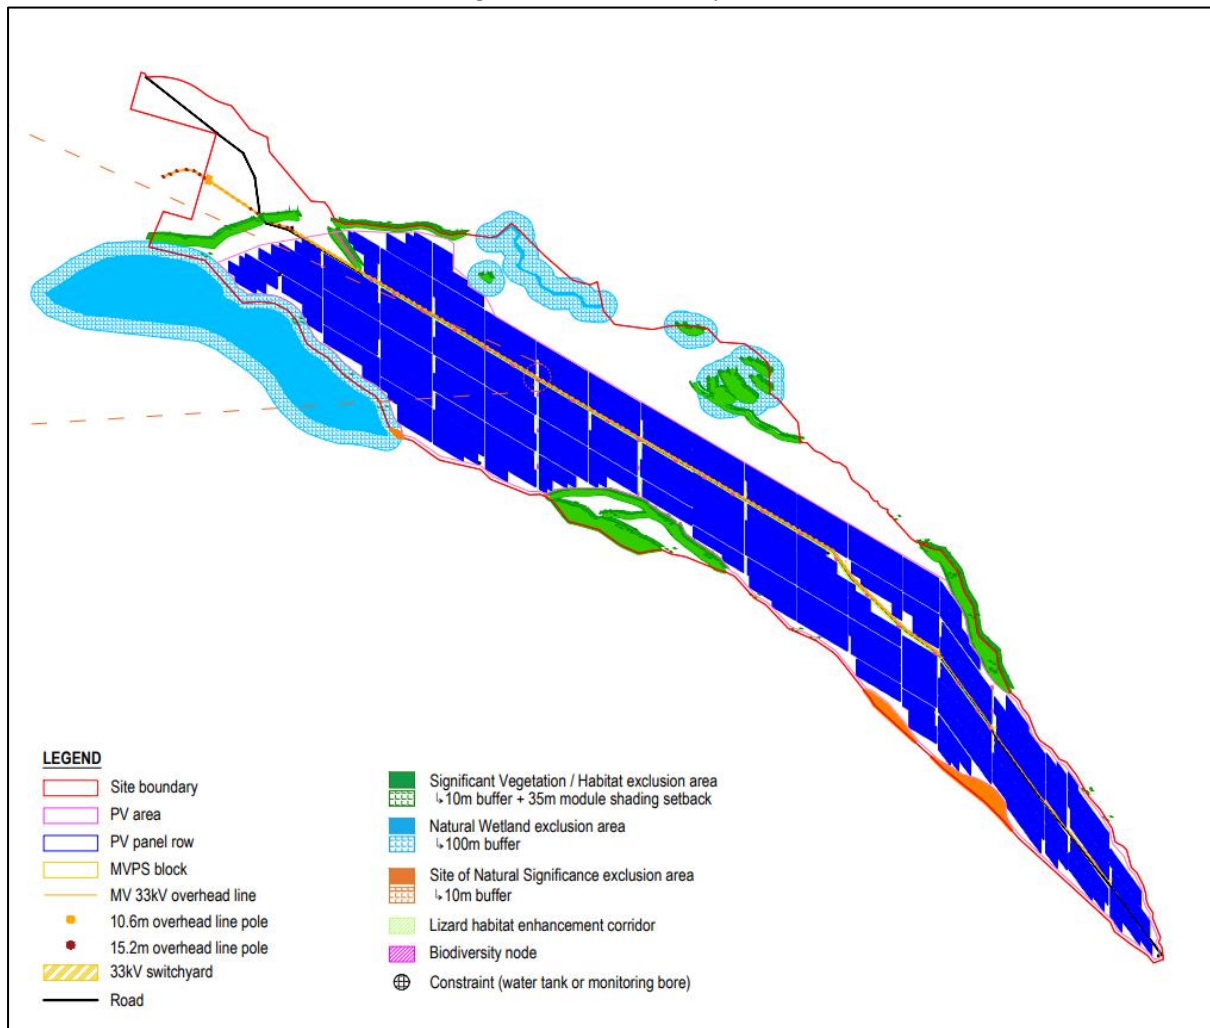 LEGEND
Site boundary
PV area
PV panel row
MVPS block
MV 33kV overhead line
10.6m overhead line pole
15.2m overhead line pole
33kV switchyard
Road
Significant Vegetation / Habitat exclusion area
↳10m buffer + 35m module shading setback
Natural Wetland exclusion area
↳100m buffer
Site of Natural Significance exclusion area
↳10m buffer
Lizard habitat enhancement corridor
Biodiversity node
Constraint (water tank or monitoring bore)